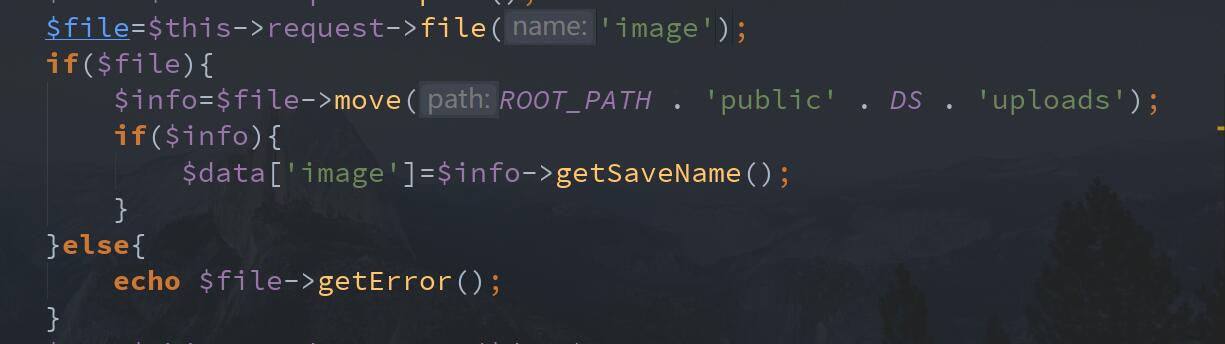 $file=$this->request->file( name: 'image');
if($file){
$info=$file->move( path: ROOT_PATH . 'public' . DS . 'uploads');
if($info){
$data['image']=$info->getSaveName();
}
}else{
echo $file->getError();
}